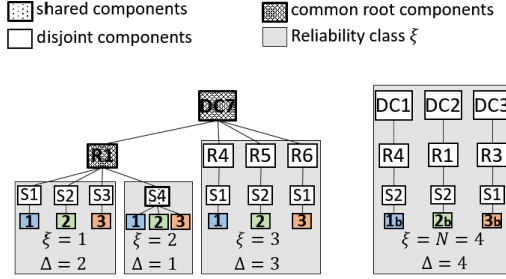 shared components
common root components
disjoint components
Reliability class ξ
DC7
DC1 DC2 DC3
R1
R4 R5 R6
R4 R1 R3
S1 S2 S3
S4
S1 S2 S1
S2 S2 S1
1 2 3
1 2 3
1 2 3
1b 2b 3b
ξ = 1
ξ = 2
ξ = 3
ξ = N = 4
Δ = 2
Δ = 1
Δ = 3
Δ = 4